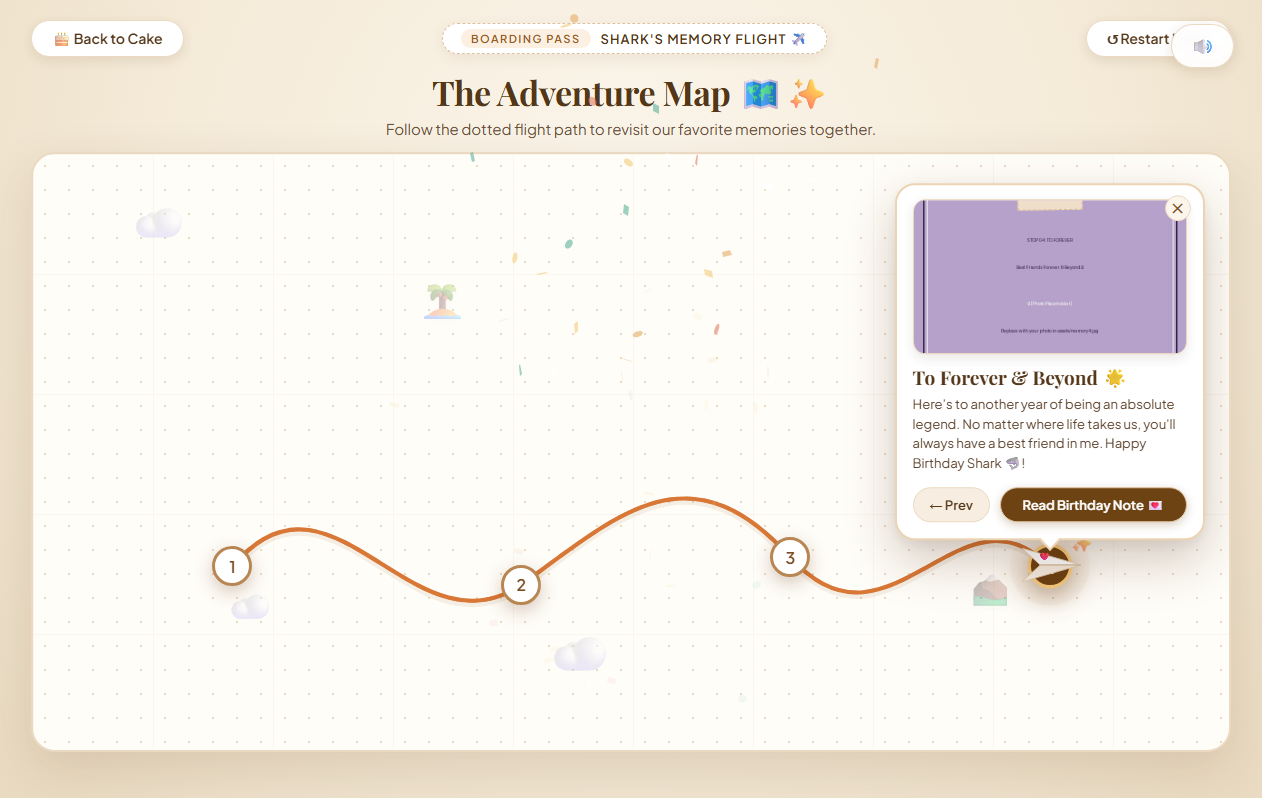 Back to Cake
BOARDING PASS SHARK'S MEMORY FLIGHT
↺ Restart
The Adventure Map
Follow the dotted flight path to revisit our favorite memories together.
STOP 04: TO FOREVER
Best Friends Forever & Beyond
[Photo Placeholder]
Replace with your photo in assets/memory4.jpg
To Forever & Beyond
Here's to another year of being an absolute
legend. No matter where life takes us, you'll
always have a best friend in me. Happy
Birthday Shark !
← Prev
Read Birthday Note
1
2
3